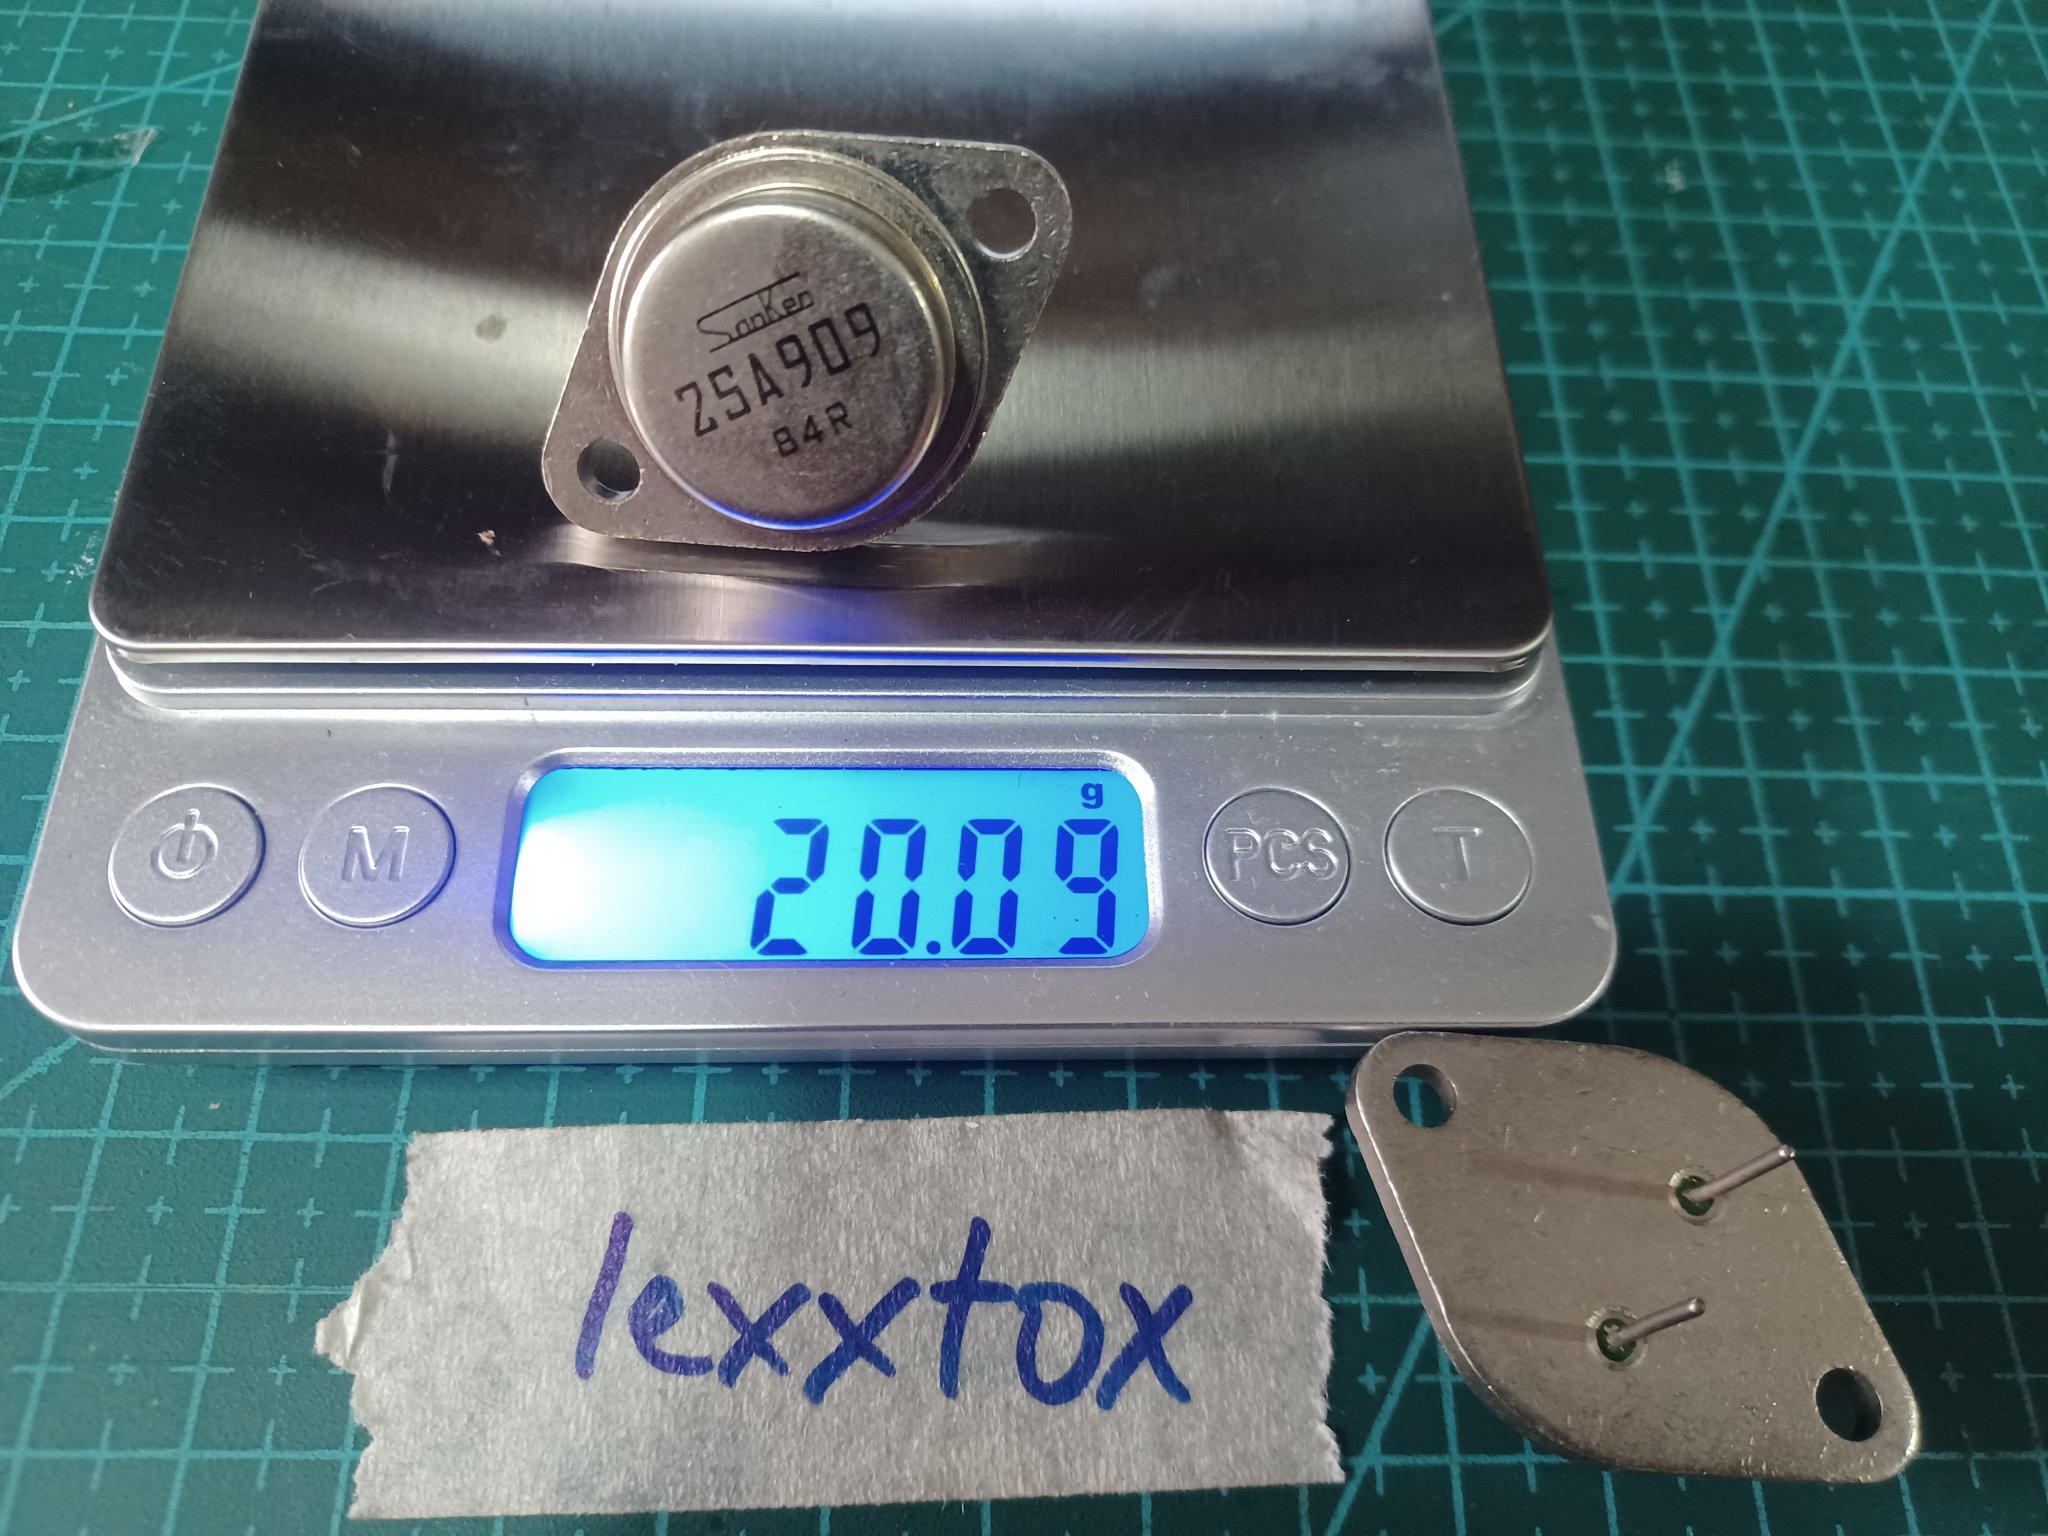 SanKen
2SA909
84R
M
g
20.09
PCS
T
lexxtox